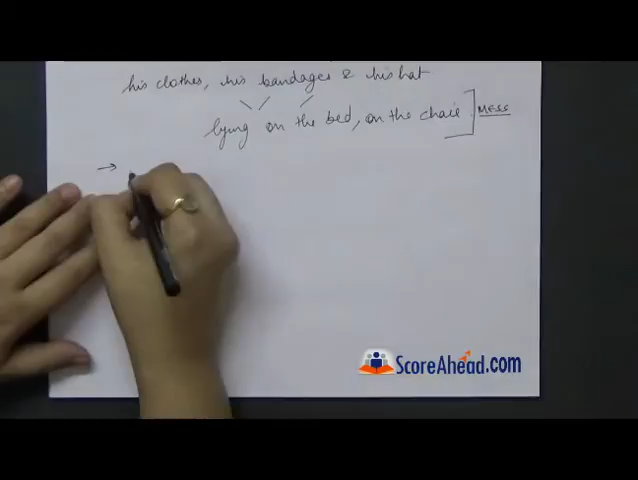 his clothes, his bandages & his hat
lying on the bed, on the chair ] MESS
→
ScoreAhead.com